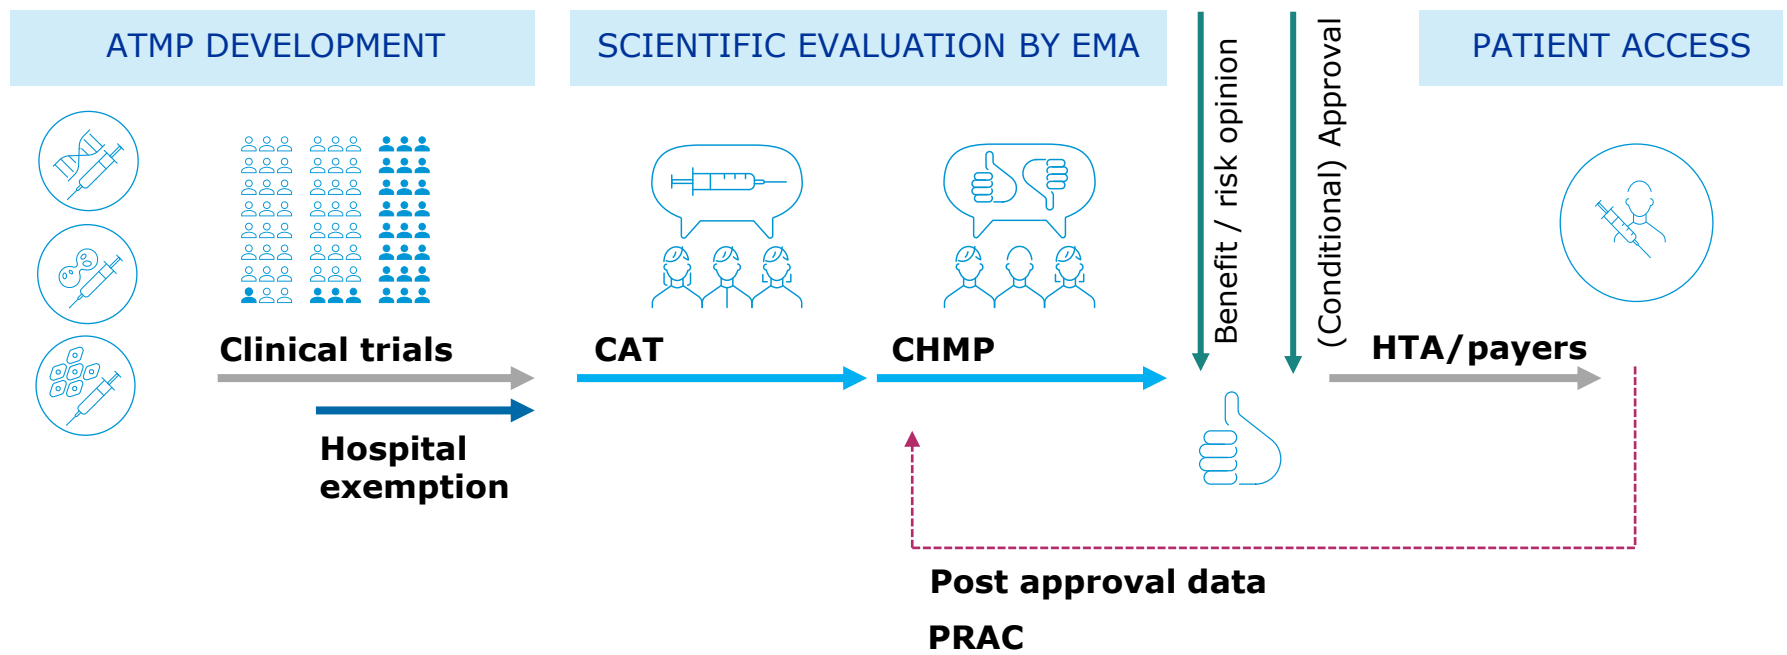 ATMP DEVELOPMENT
SCIENTIFIC EVALUATION BY EMA
Benefit / risk opinion
(Conditional) Approval
PATIENT ACCESS
Clinical trials
CAT
CHMP
HTA/payers
Hospital
exemption
Post approval data
PRAC